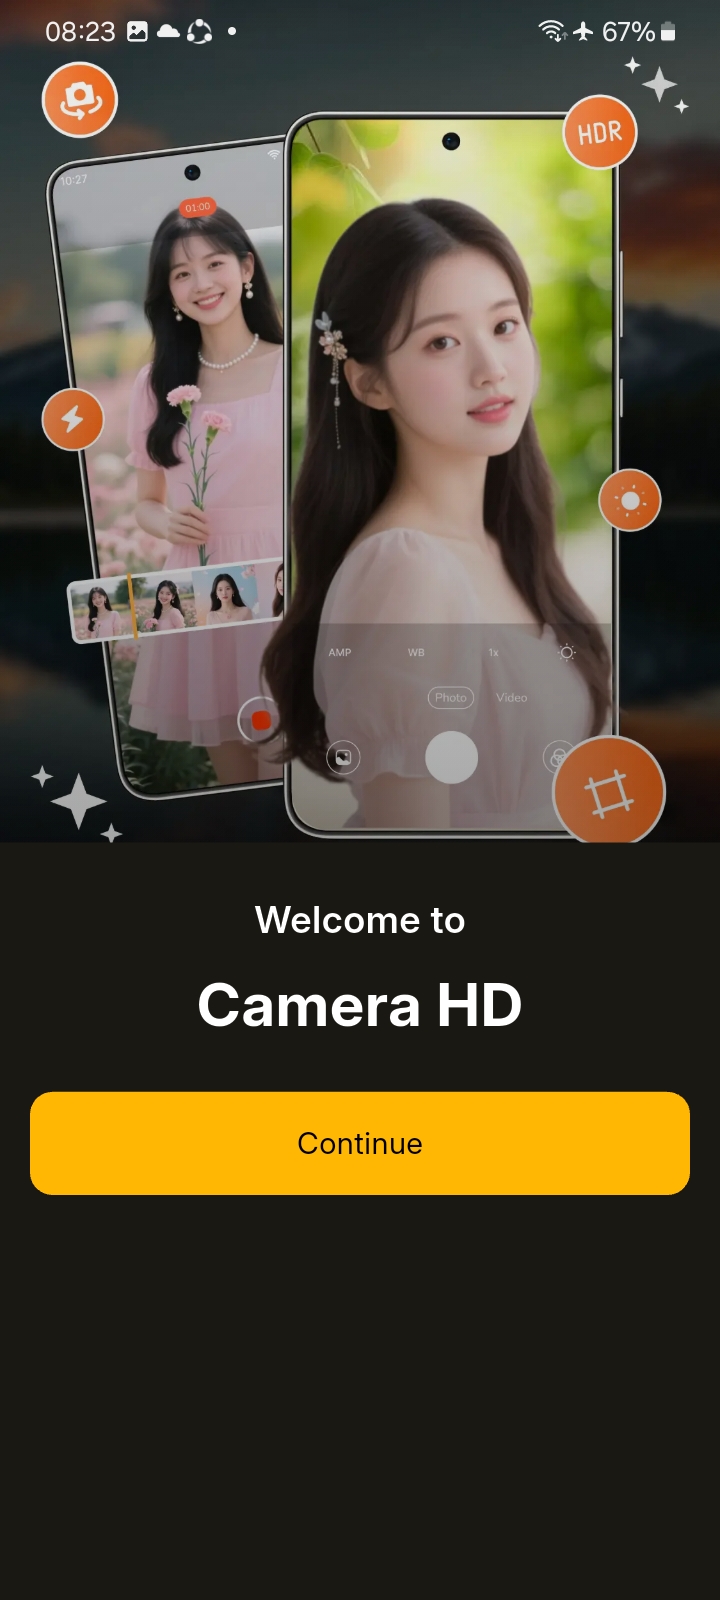 08:23
67%
HDR
10:27
01:00
AMP WB 1x
Photo Video
Welcome to
Camera HD
Continue